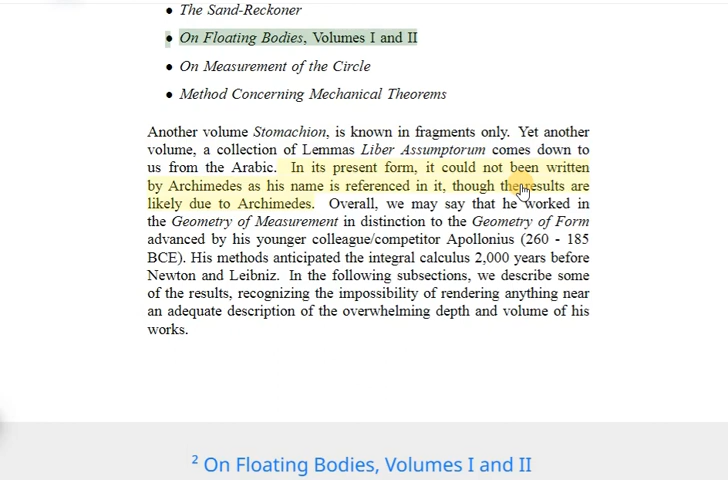 • The Sand-Reckoner
• On Floating Bodies, Volumes I and II
• On Measurement of the Circle
• Method Concerning Mechanical Theorems
Another volume Stomachion, is known in fragments only. Yet another
volume, a collection of Lemmas Liber Assumptorum comes down to
us from the Arabic. In its present form, it could not been written
by Archimedes as his name is referenced in it, though the results are
likely due to Archimedes. Overall, we may say that he worked in
the Geometry of Measurement in distinction to the Geometry of Form
advanced by his younger colleague/competitor Apollonius (260 - 185
BCE). His methods anticipated the integral calculus 2,000 years before
Newton and Leibniz. In the following subsections, we describe some
of the results, recognizing the impossibility of rendering anything near
an adequate description of the overwhelming depth and volume of his
works.
² On Floating Bodies, Volumes I and II